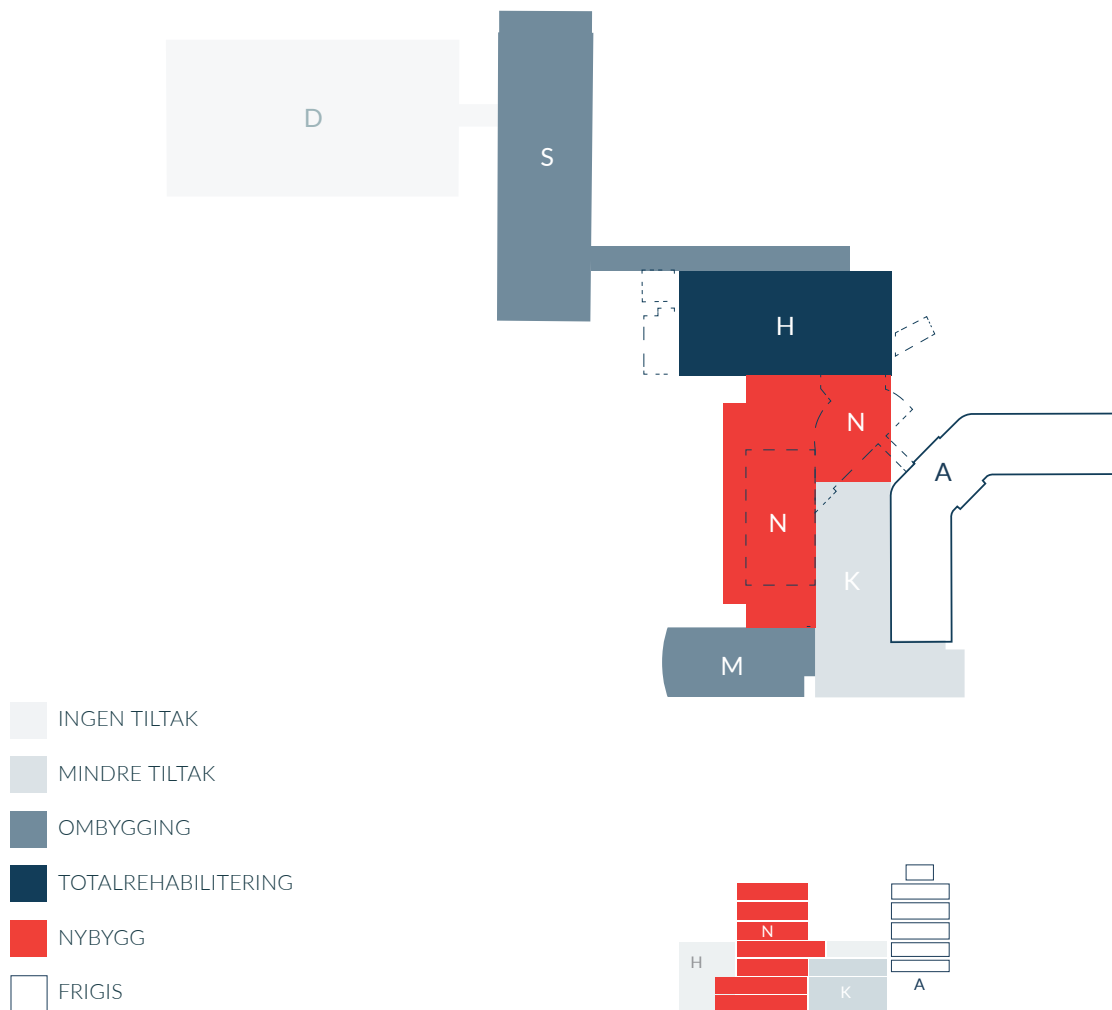 D
S
H
N
A
N
K
M
INGEN TILTAK
MINDRE TILTAK
OMBYGGING
TOTALREHABILITERING
NYBYGG
FRIGIS
N
H
A
K